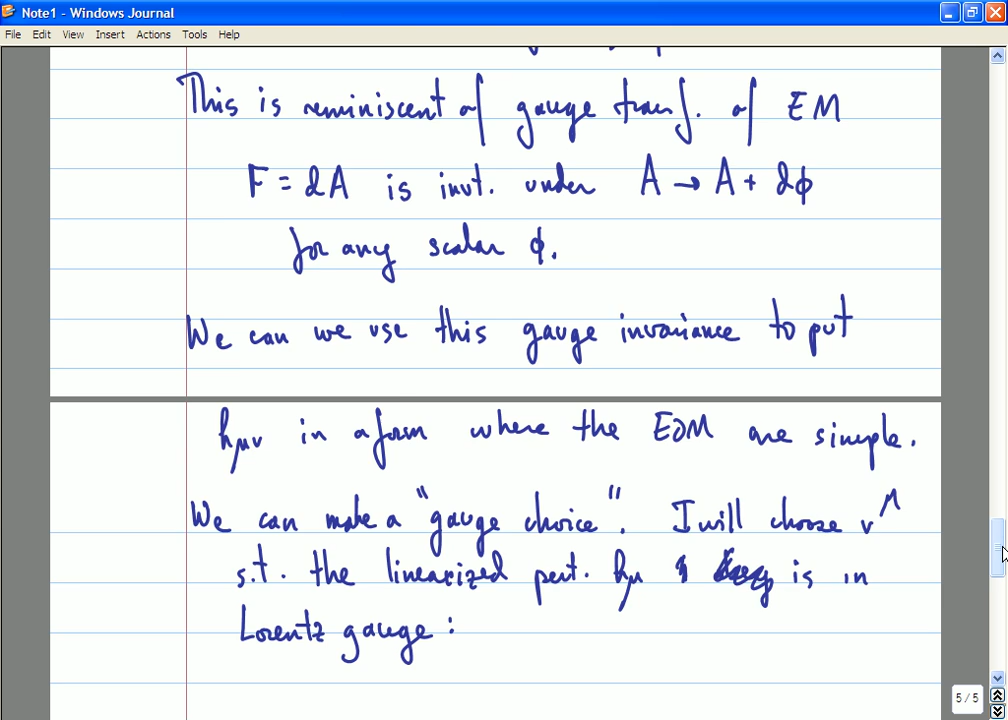 Note1 - Windows Journal
File Edit View Insert Actions Tools Help
This is reminiscent of gauge transf. of EM
F = dA is invt. under A → A + dϕ
for any scalar ϕ.
We can we use this gauge invariance to put
hμν in a form where the EOM are simple.
We can make a "gauge choice". I will choose v^μ
s.t. the linearized pert. hμ is in
Lorentz gauge :
5/5